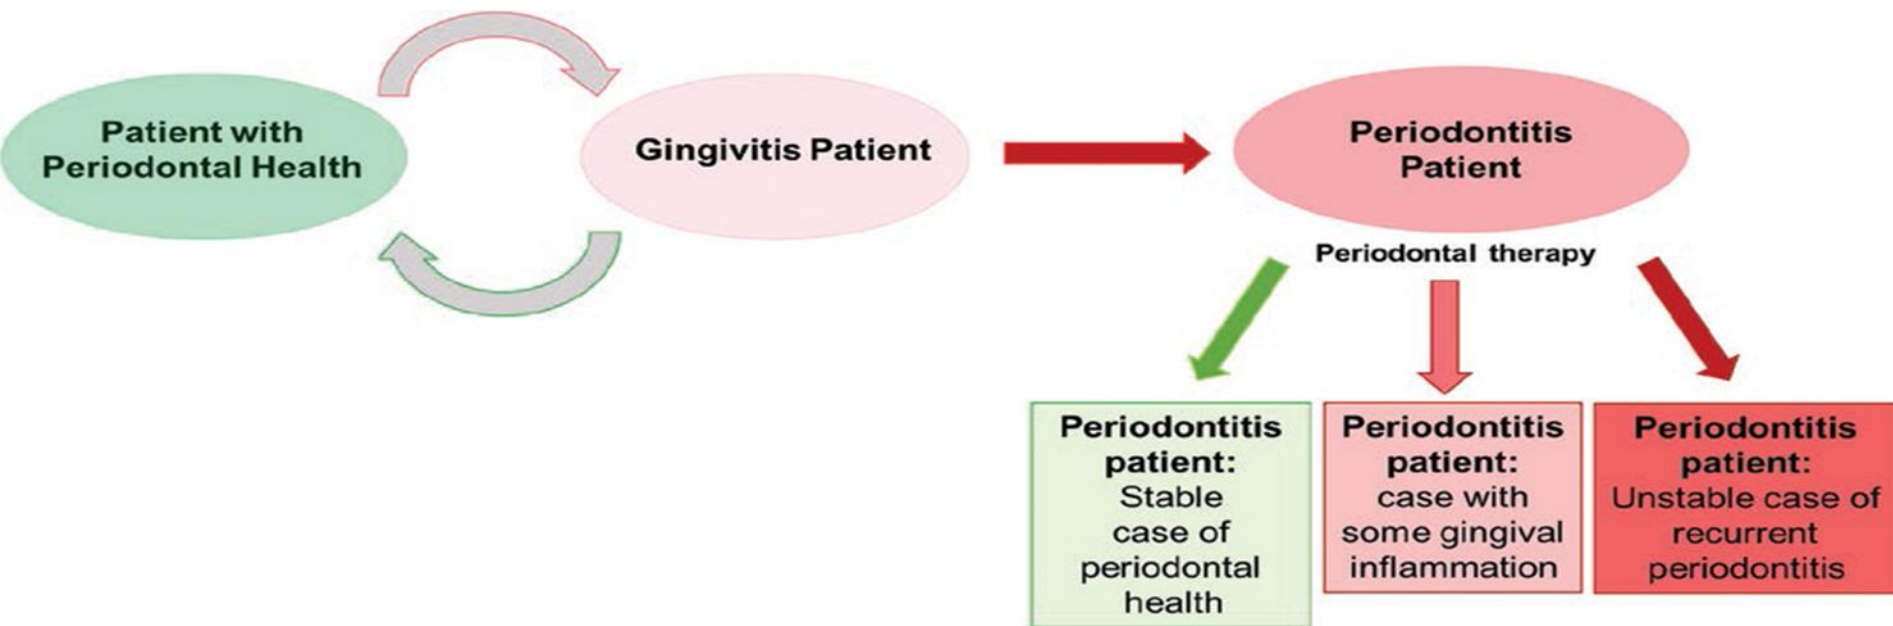 Patient with
Periodontal Health
Gingivitis Patient
Periodontitis
Patient
Periodontal therapy
Periodontitis
patient:
Stable
case of
periodontal
health
Periodontitis
patient:
case with
some gingival
inflammation
Periodontitis
patient:
Unstable case of
recurrent
periodontitis